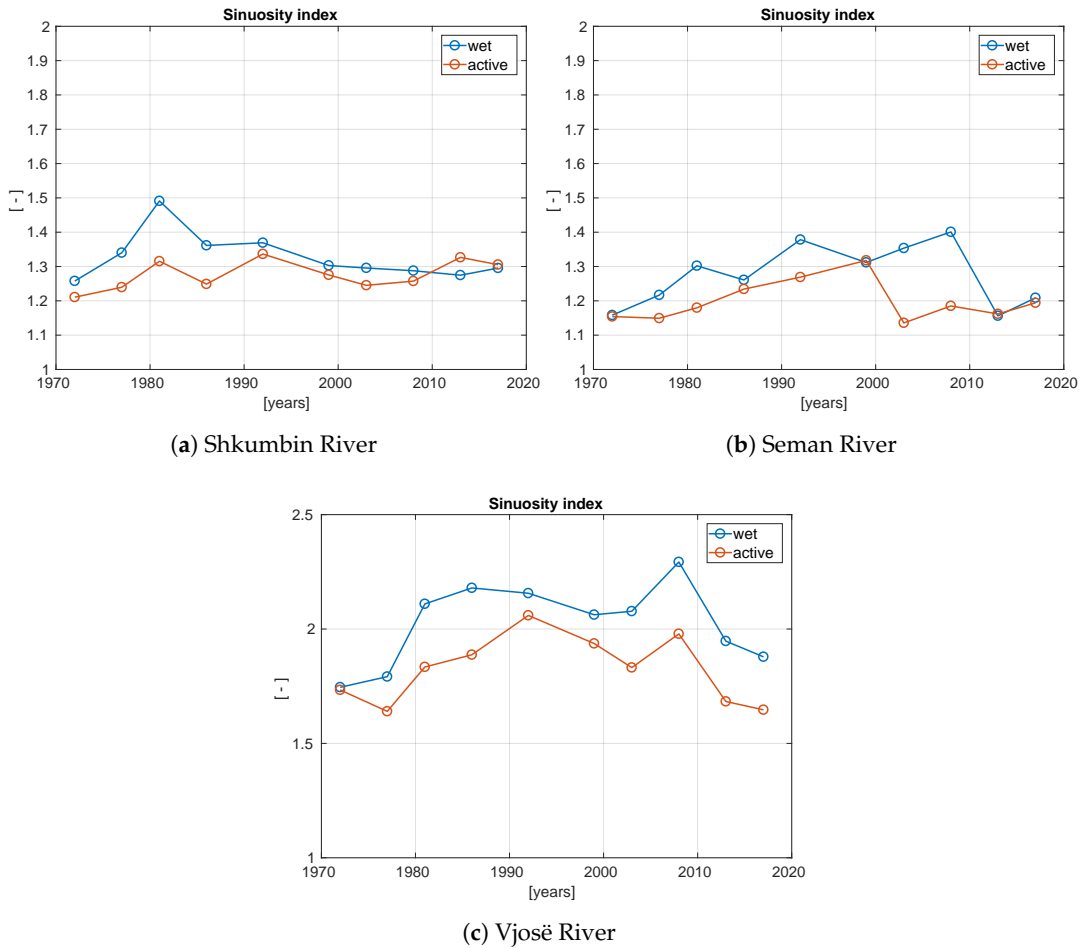 Sinuosity index
wet
active
2
1.9
1.8
1.7
1.6
1.5
1.4
1.3
1.2
1.1
1
[ - ]
1970 1980 1990 2000 2010 2020
[years]
(a) Shkumbin River
Sinuosity index
wet
active
2
1.9
1.8
1.7
1.6
1.5
1.4
1.3
1.2
1.1
1
[ - ]
1970 1980 1990 2000 2010 2020
[years]
(b) Seman River
Sinuosity index
wet
active
2.5
2
1.5
1
[ - ]
1970 1980 1990 2000 2010 2020
[years]
(c) Vjosë River